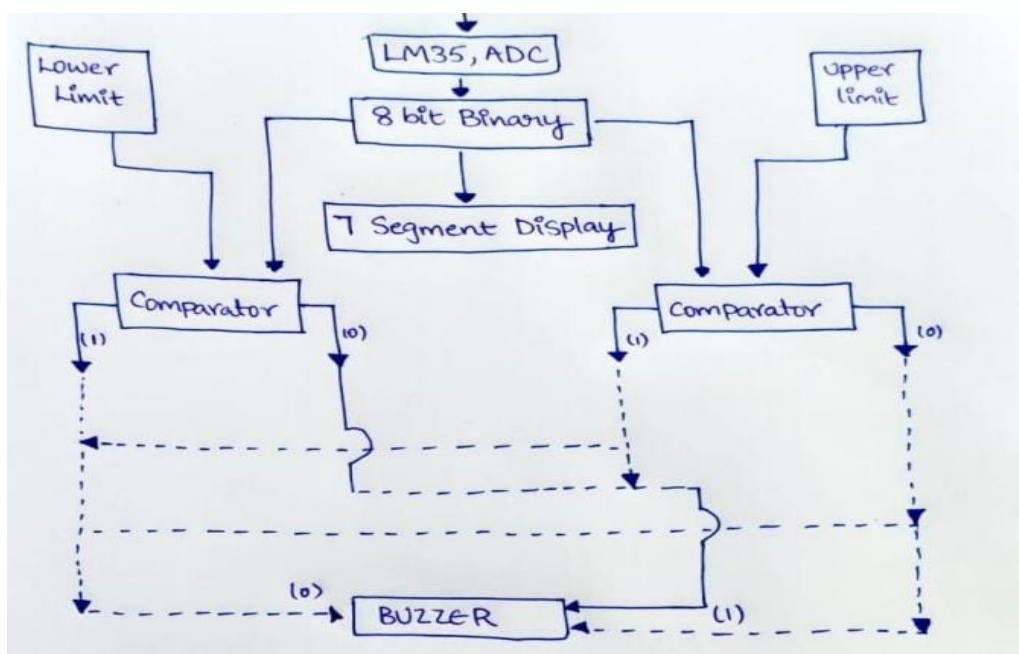 LM35, ADC
Lower
Limit
Upper
limit
8 bit Binary
7 Segment Display
Comparator
Comparator
(1)
(0)
(1)
(0)
(0)
BUZZER
(1)